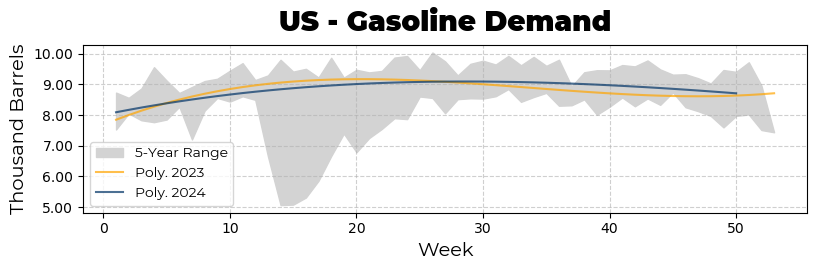 US - Gasoline Demand
Thousand Barrels
10.00
9.00
8.00
7.00
6.00
5.00
5-Year Range
Poly. 2023
Poly. 2024
0 10 20 30 40 50
Week